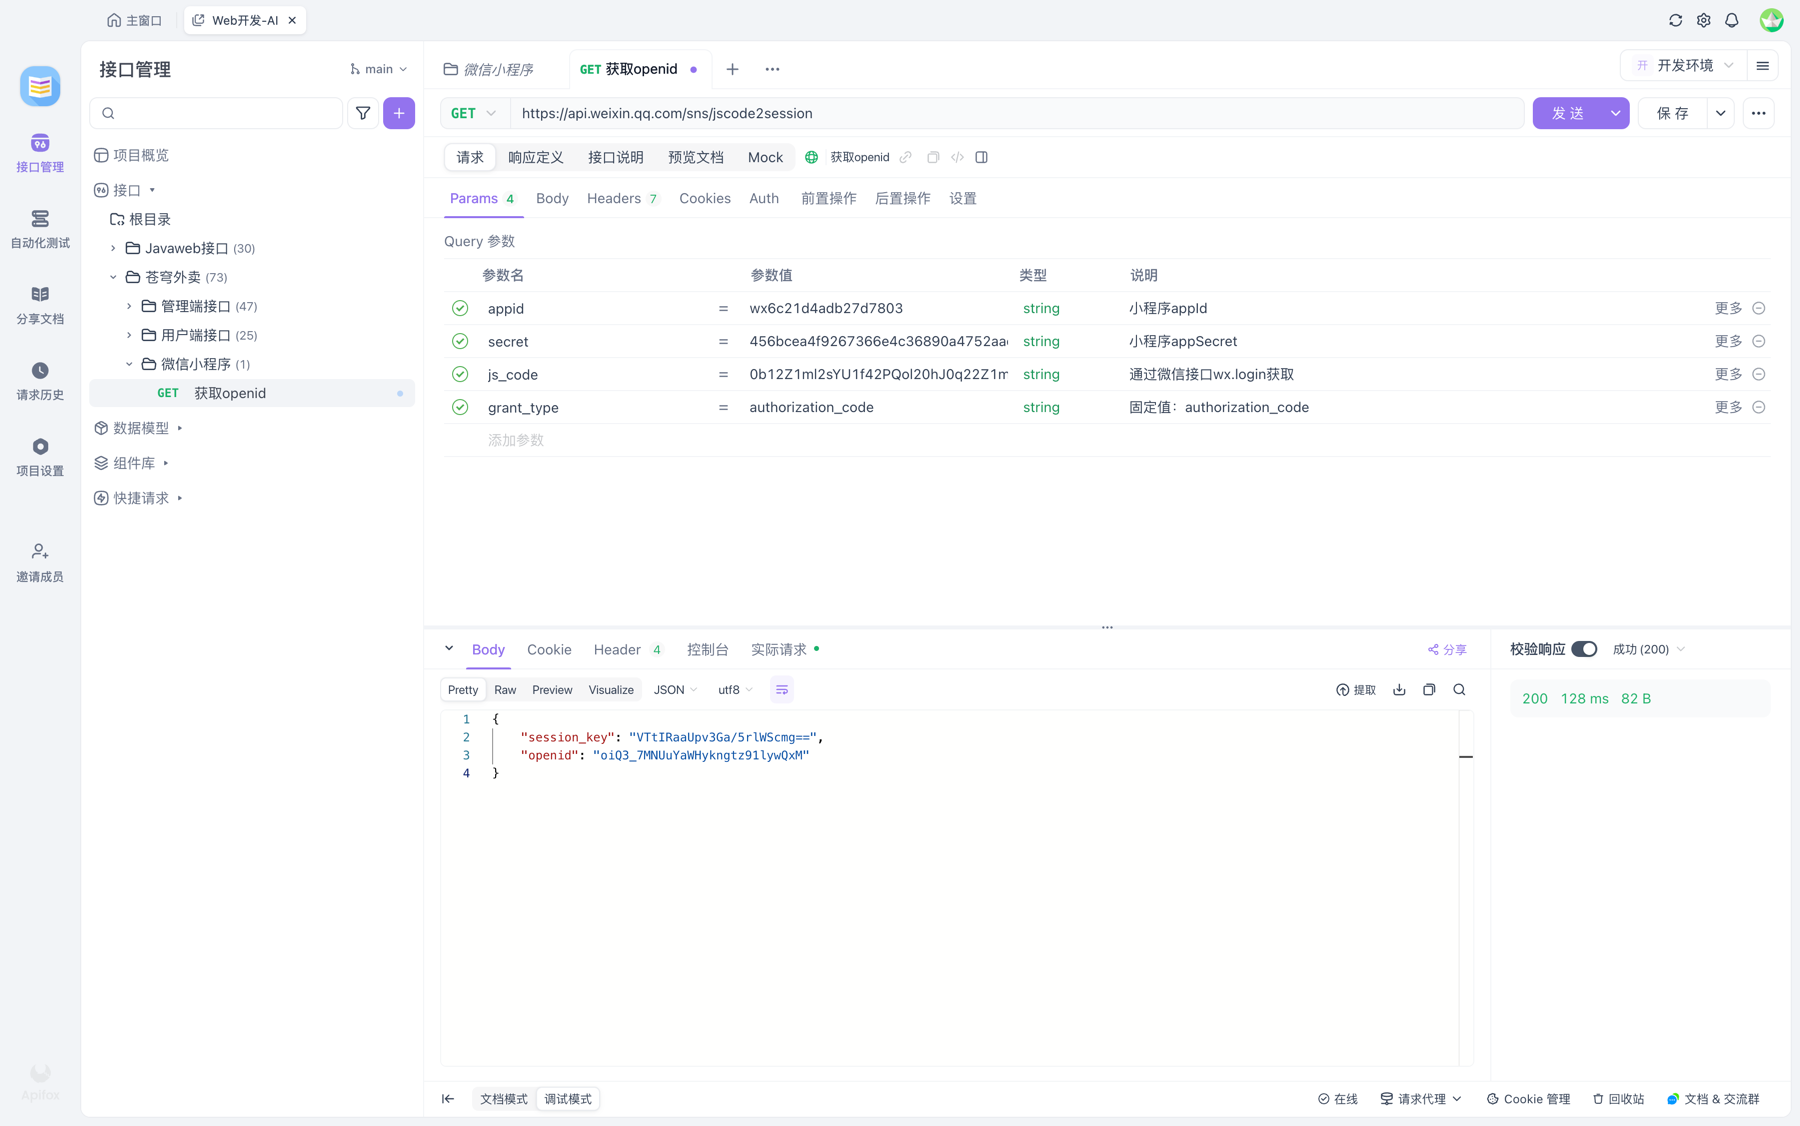 主窗口
Web开发-AI
接口管理
自动化测试
分享文档
请求历史
项目设置
邀请成员
Apifox
接口管理
main
项目概览
接口
根目录
Javaweb接口 (30)
苍穹外卖 (73)
管理端接口 (47)
用户端接口 (25)
微信小程序 (1)
GET 获取openid
数据模型
组件库
快捷请求
微信小程序
GET 获取openid
开 开发环境
GET https://api.weixin.qq.com/sns/jscode2session
发 送
保 存
请求 响应定义 接口说明 预览文档 Mock 获取openid
Params 4 Body Headers 7 Cookies Auth 前置操作 后置操作 设置
Query 参数
参数名 参数值 类型 说明
appid = wx6c21d4adb27d7803 string 小程序appId 更多
secret = 456bcea4f9267366e4c36890a4752aa string 小程序appSecret 更多
js_code = 0b12Z1ml2sYU1f42PQol20hJ0q22Z1m string 通过微信接口wx.login获取 更多
grant_type = authorization_code string 固定值：authorization_code 更多
添加参数
Body Cookie Header 4 控制台 实际请求 分享
校验响应 成功 (200)
Pretty Raw Preview Visualize JSON utf8 提取
200 128 ms 82 B
1 {
2 "session_key": "VTtIRaaUpv3Ga/5rlWScmg==",
3 "openid": "oiQ3_7MNUuYaWHykngtz91lywQxM"
4 }
文档模式 调试模式
在线 请求代理 Cookie 管理 回收站 文档 & 交流群